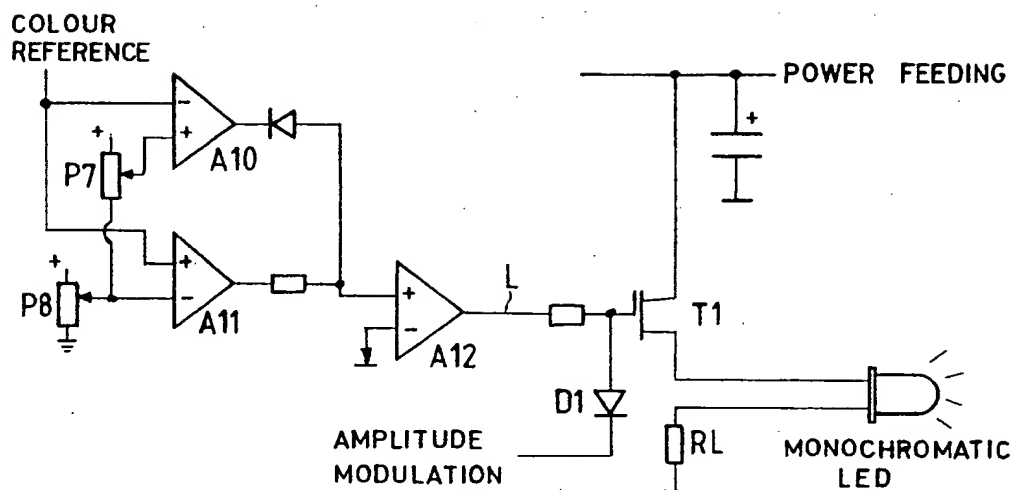 COLOUR
REFERENCE
POWER FEEDING
-
+
A10
+
P7
+
+
-
A11
+
P8
+
-
A12
L
T1
D1
AMPLITUDE
MODULATION
RL
MONOCHROMATIC
LED